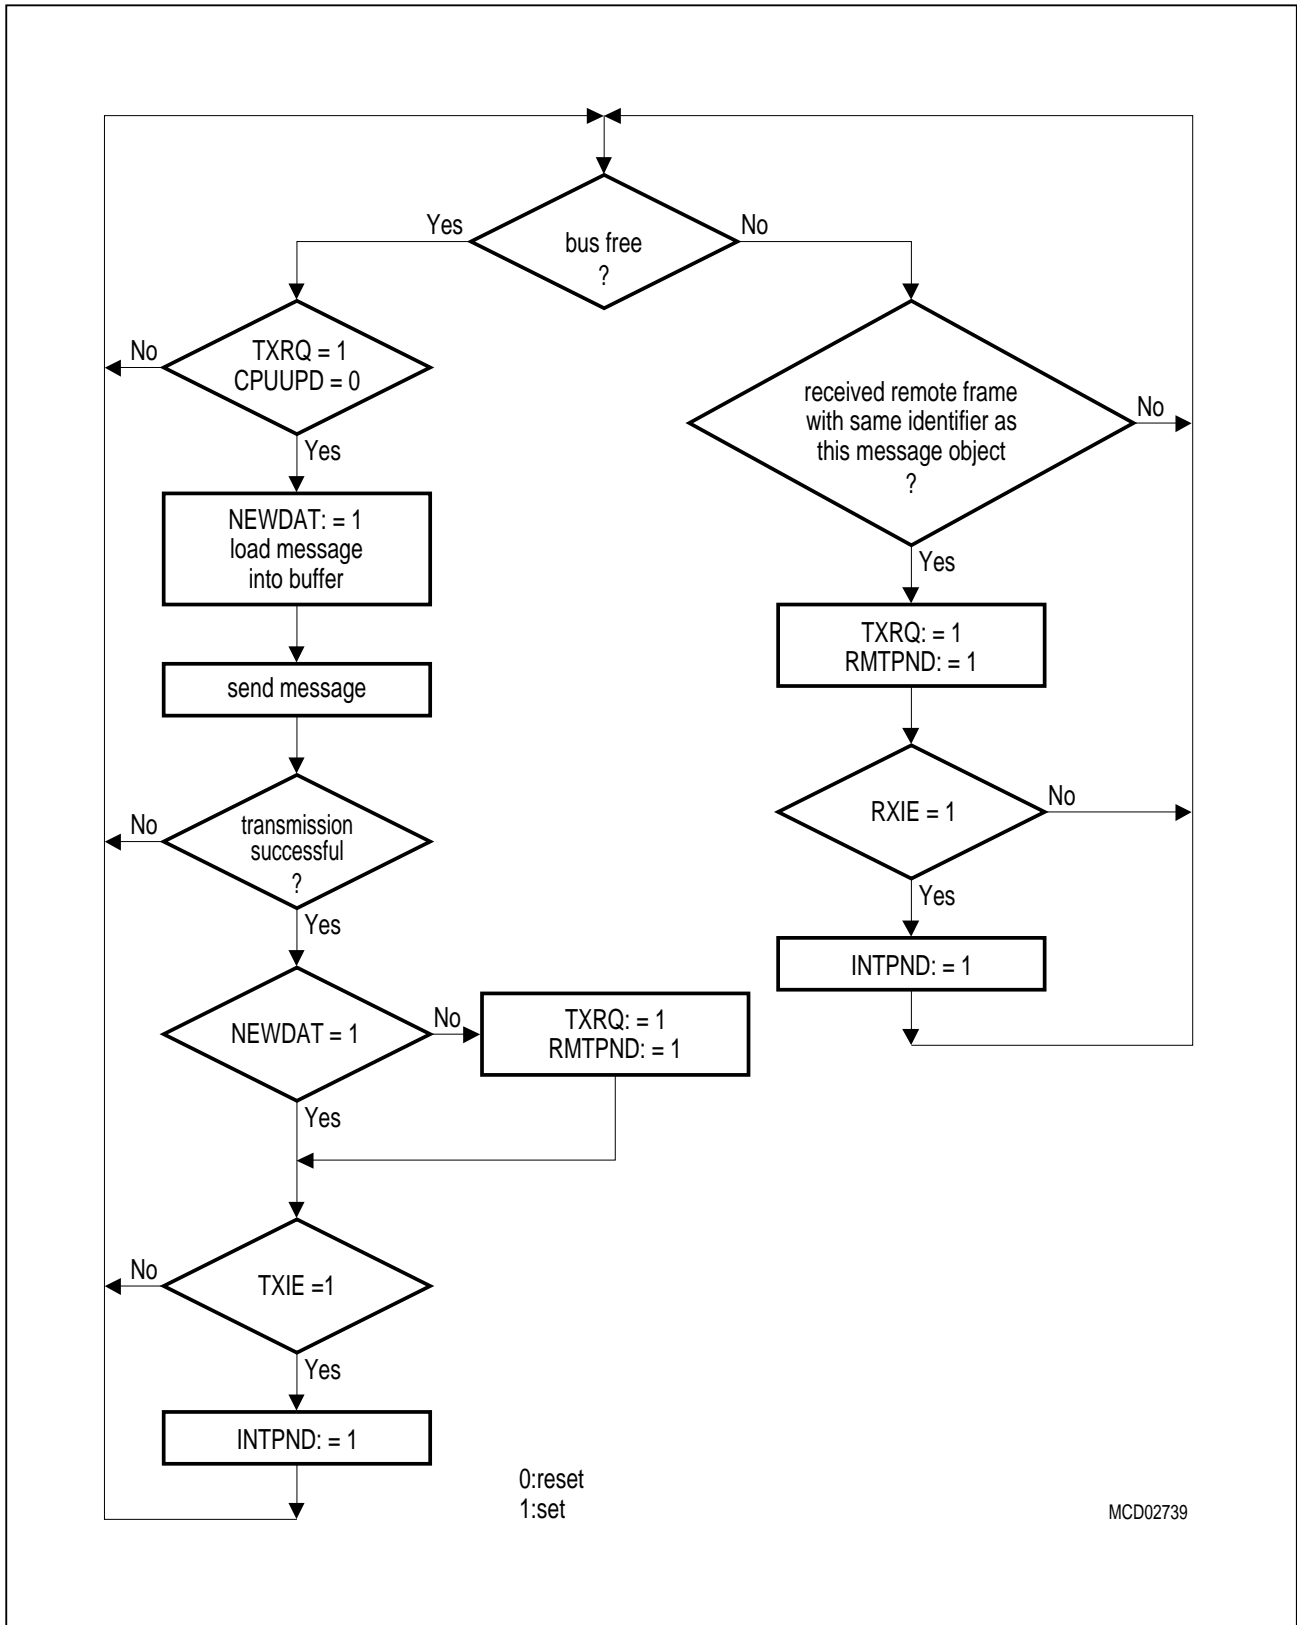 bus free
?
Yes
No
TXRQ = 1
CPUUPD = 0
No
Yes
NEWDAT: = 1
load message
into buffer
send message
transmission
successful
?
No
Yes
NEWDAT = 1
No
TXRQ: = 1
RMTPND: = 1
Yes
TXIE =1
No
Yes
INTPND: = 1
received remote frame
with same identifier as
this message object
?
No
Yes
TXRQ: = 1
RMTPND: = 1
RXIE = 1
No
Yes
INTPND: = 1
0:reset
1:set
MCD02739